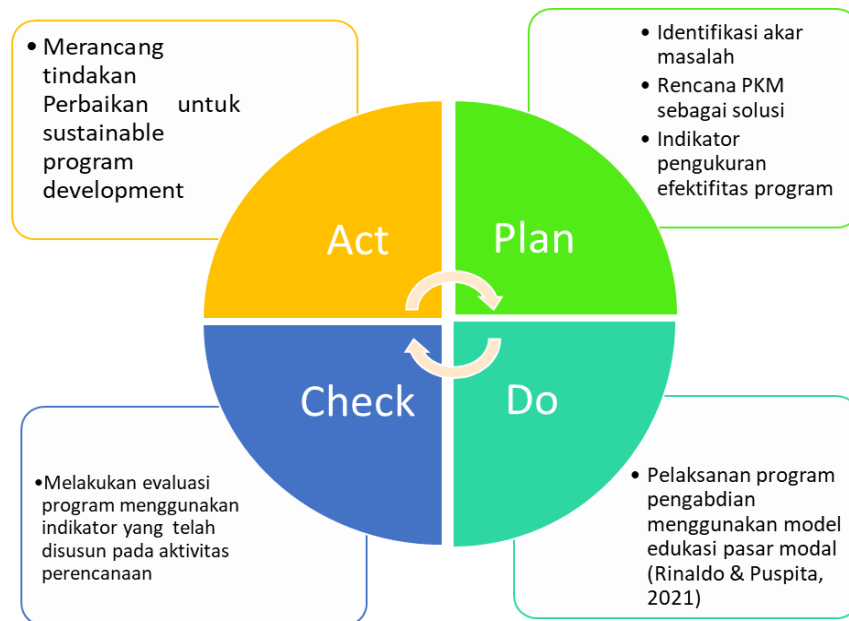 • Merancang
tindakan
Perbaikan untuk
sustainable
program
development
• Identifikasi akar
masalah
• Rencana PKM
sebagai solusi
• Indikator
pengukuran
efektifitas program
Act
Plan
Check
Do
•Melakukan evaluasi
program menggunakan
indikator yang telah
disusun pada aktivitas
perencanaan
• Pelaksanan program
pengabdian
menggunakan model
edukasi pasar modal
(Rinaldo & Puspita,
2021)